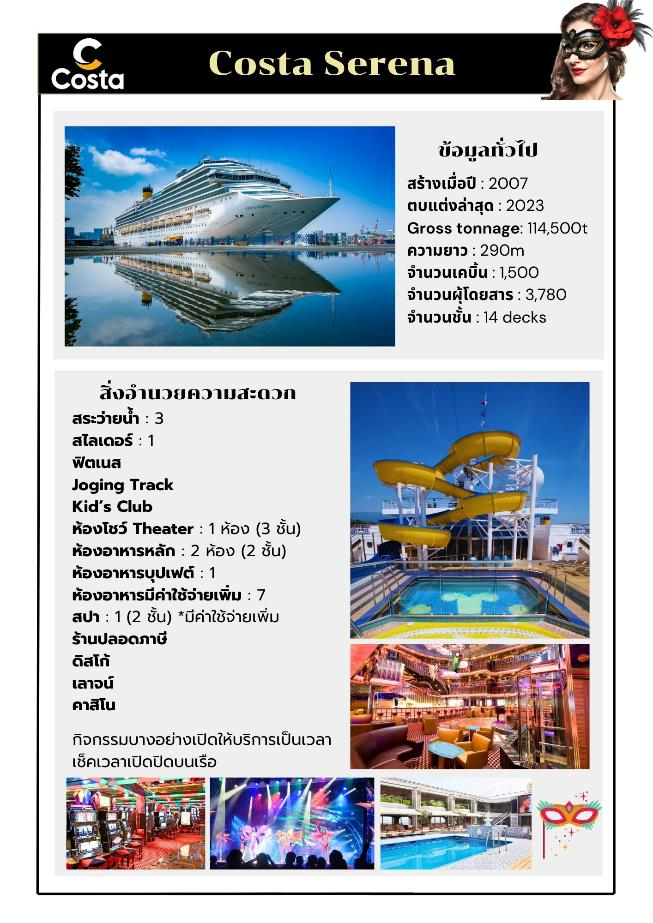 Costa
Costa Serena
ข้อมูลทั่วไป
สร้างเมื่อปี : 2007
ตบแต่งล่าสุด : 2023
Gross tonnage: 114,500t
ความยาว : 290m
จำนวนเคบิ้น : 1,500
จำนวนผู้โดยสาร : 3,780
จำนวนชั้น : 14 decks
สิ่งอำนวยความสะดวก
สระว่ายน้ำ : 3
สไลเดอร์ : 1
ฟิตเนส
Joging Track
Kid's Club
ห้องโชว์ Theater : 1 ห้อง (3 ชั้น)
ห้องอาหารหลัก : 2 ห้อง (2 ชั้น)
ห้องอาหารบุปเฟต์ : 1
ห้องอาหารมีค่าใช้จ่ายเพิ่ม : 7
สปา : 1 (2 ชั้น) *มีค่าใช้จ่ายเพิ่ม
ร้านปลอดภาษี
ดิสโก้
เลาจน์
คาสิโน
กิจกรรมบางอย่างเปิดให้บริการเป็นเวลา
เช็คเวลาเปิดปิดบนเรือ